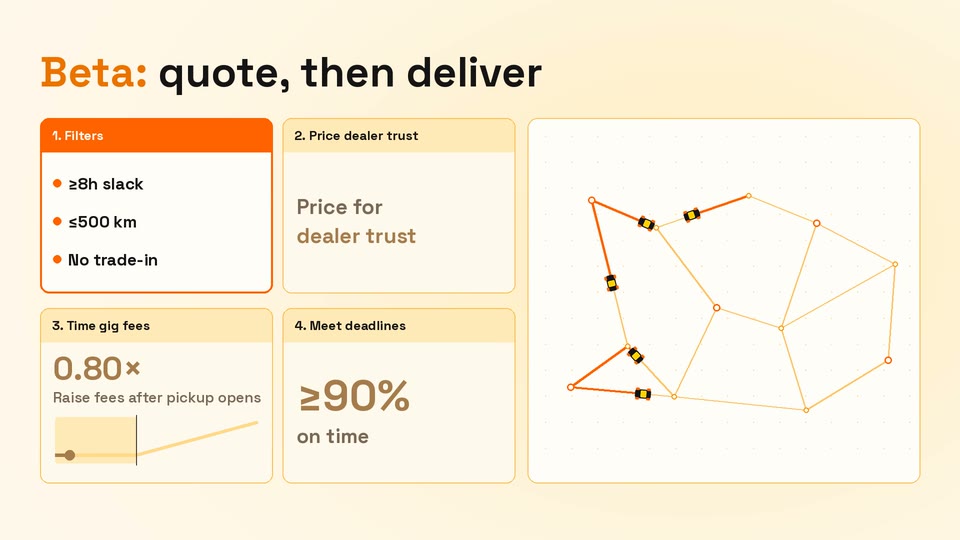 Beta: quote, then deliver
1. Filters
≥8h slack
≤500 km
No trade-in
2. Price dealer trust
Price for
dealer trust
3. Time gig fees
0.80×
Raise fees after pickup opens
4. Meet deadlines
≥90%
on time